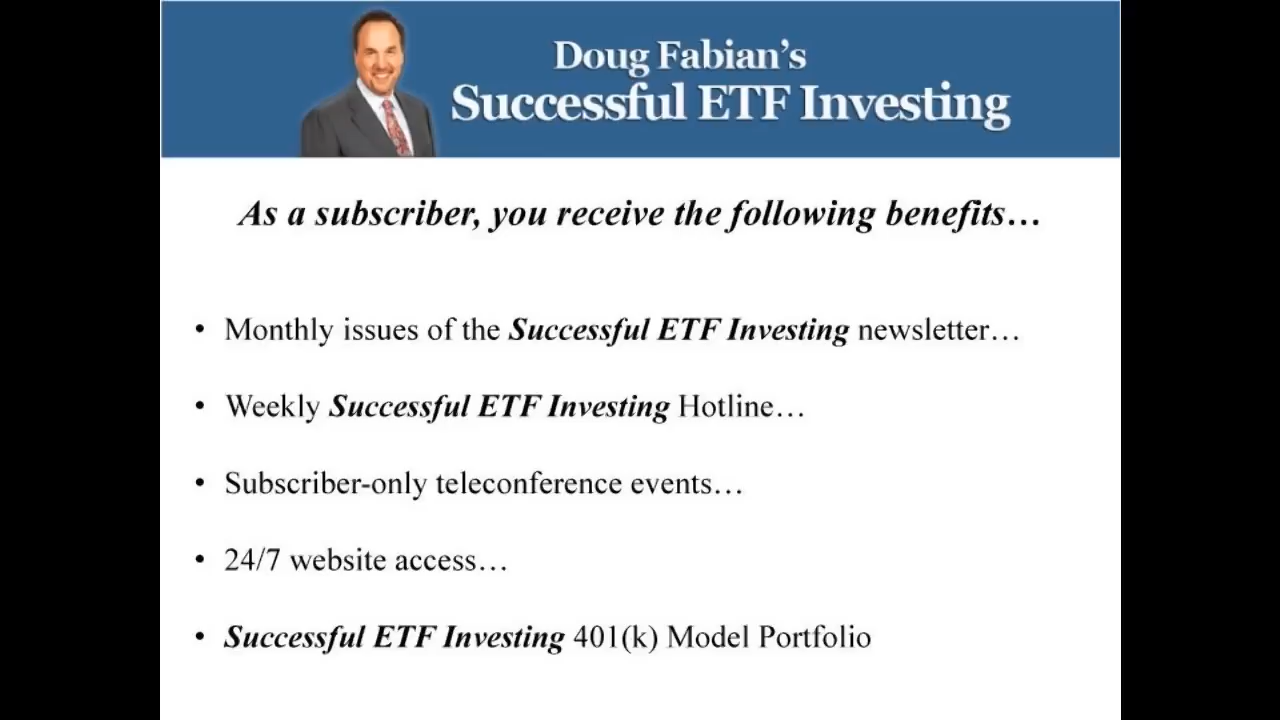 Doug Fabian’s
Successful ETF Investing
As a subscriber, you receive the following benefits…
• Monthly issues of the Successful ETF Investing newsletter…
• Weekly Successful ETF Investing Hotline…
• Subscriber-only teleconference events…
• 24/7 website access…
• Successful ETF Investing 401(k) Model Portfolio